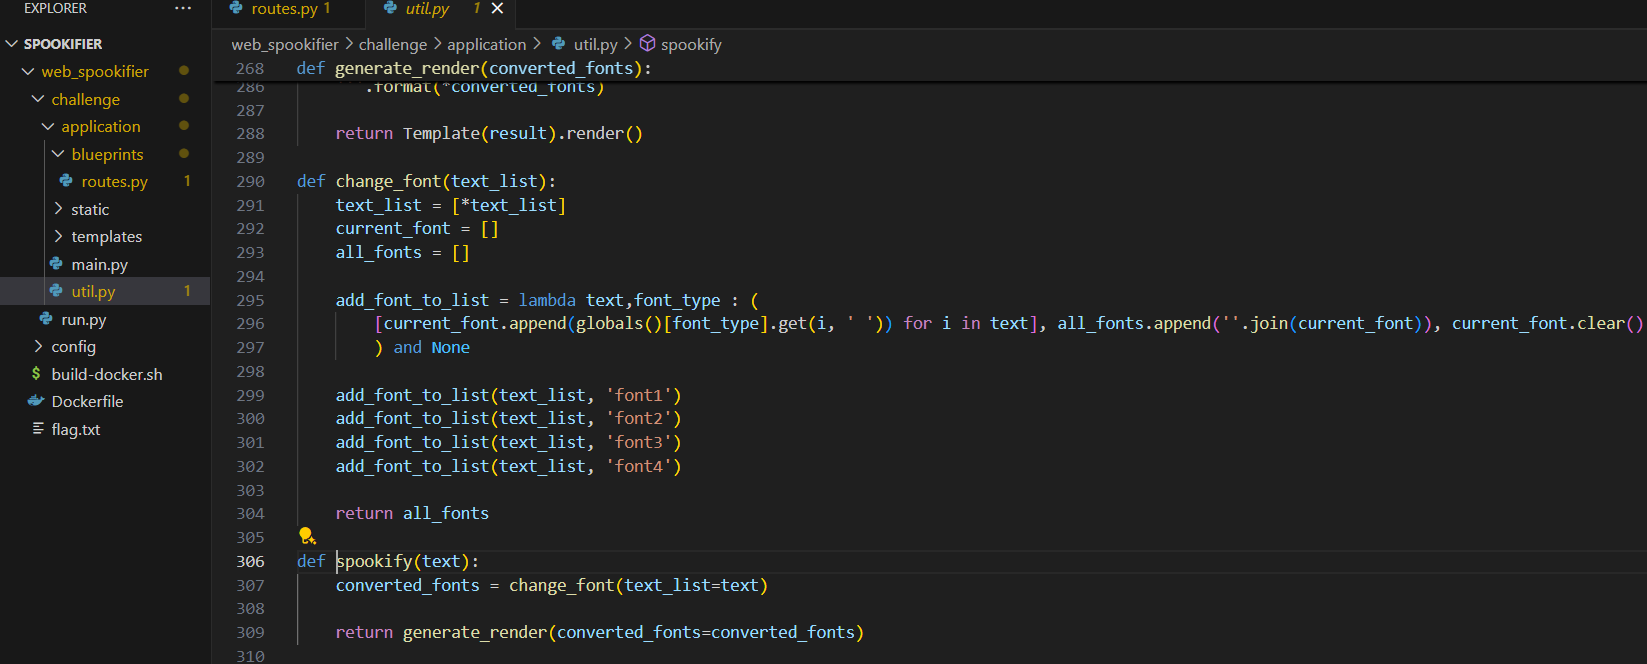 EXPLORER ...
SPOOKIFIER
web_spookifier
challenge
application
blueprints
routes.py 1
static
templates
main.py
util.py 1
run.py
config
$ build-docker.sh
Dockerfile
flag.txt
routes.py 1 util.py 1 ×
web_spookifier > challenge > application > util.py > spookify
268 def generate_render(converted_fonts):
286 .format(*converted_fonts)
287
288 return Template(result).render()
289
290 def change_font(text_list):
291 text_list = [*text_list]
292 current_font = []
293 all_fonts = []
294
295 add_font_to_list = lambda text,font_type : (
296 [current_font.append(globals()[font_type].get(i, ' ')) for i in text], all_fonts.append(''.join(current_font)), current_font.clear()
297 ) and None
298
299 add_font_to_list(text_list, 'font1')
300 add_font_to_list(text_list, 'font2')
301 add_font_to_list(text_list, 'font3')
302 add_font_to_list(text_list, 'font4')
303
304 return all_fonts
305
306 def spookify(text):
307 converted_fonts = change_font(text_list=text)
308
309 return generate_render(converted_fonts=converted_fonts)
310